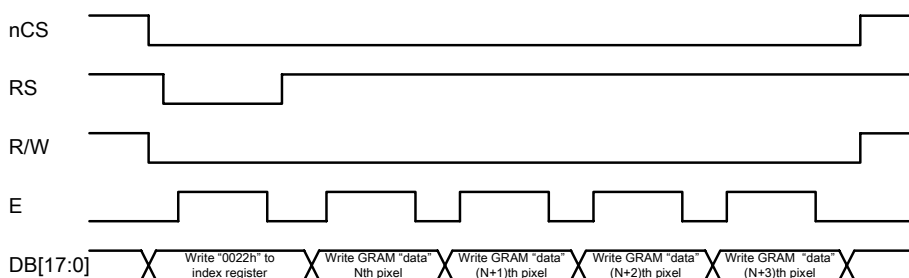 nCS
RS
R/W
E
DB[17:0]
Write "0022h" to
index register
Write GRAM "data"
Nth pixel
Write GRAM "data"
(N+1)th pixel
Write GRAM "data"
(N+2)th pixel
Write GRAM "data"
(N+3)th pixel